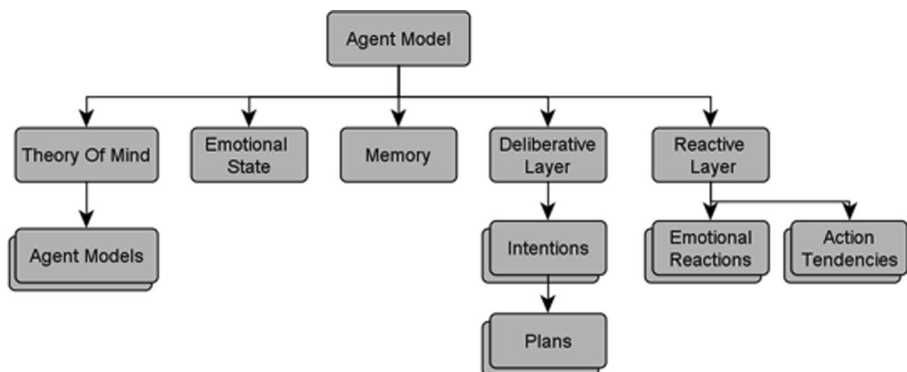 Agent Model
Theory Of Mind
Emotional
State
Memory
Deliberative
Layer
Reactive
Layer
Agent Models
Intentions
Emotional
Reactions
Action
Tendencies
Plans